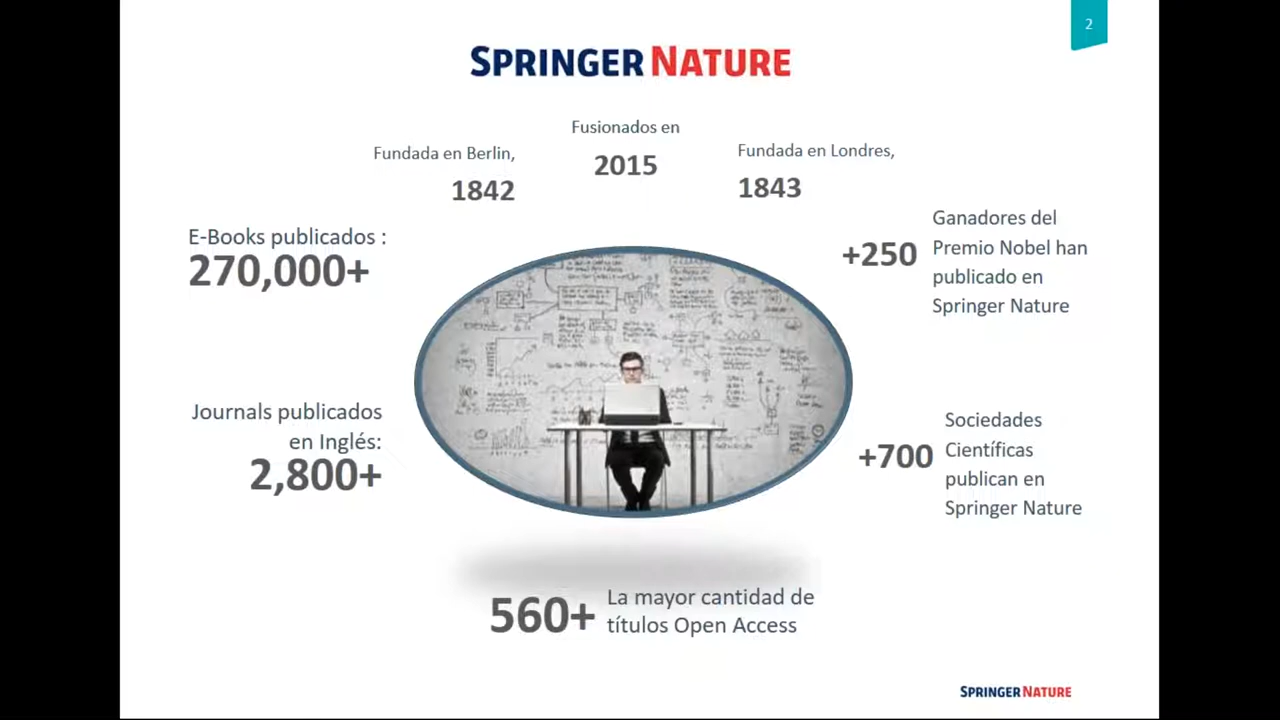 2
SPRINGER NATURE
Fusionados en
2015
Fundada en Berlin,
1842
Fundada en Londres,
1843
E-Books publicados :
270,000+
+250
Ganadores del
Premio Nobel han
publicado en
Springer Nature
Journals publicados
en Inglés:
2,800+
+700
Sociedades
Científicas
publican en
Springer Nature
560+
La mayor cantidad de
títulos Open Access
SPRINGER NATURE